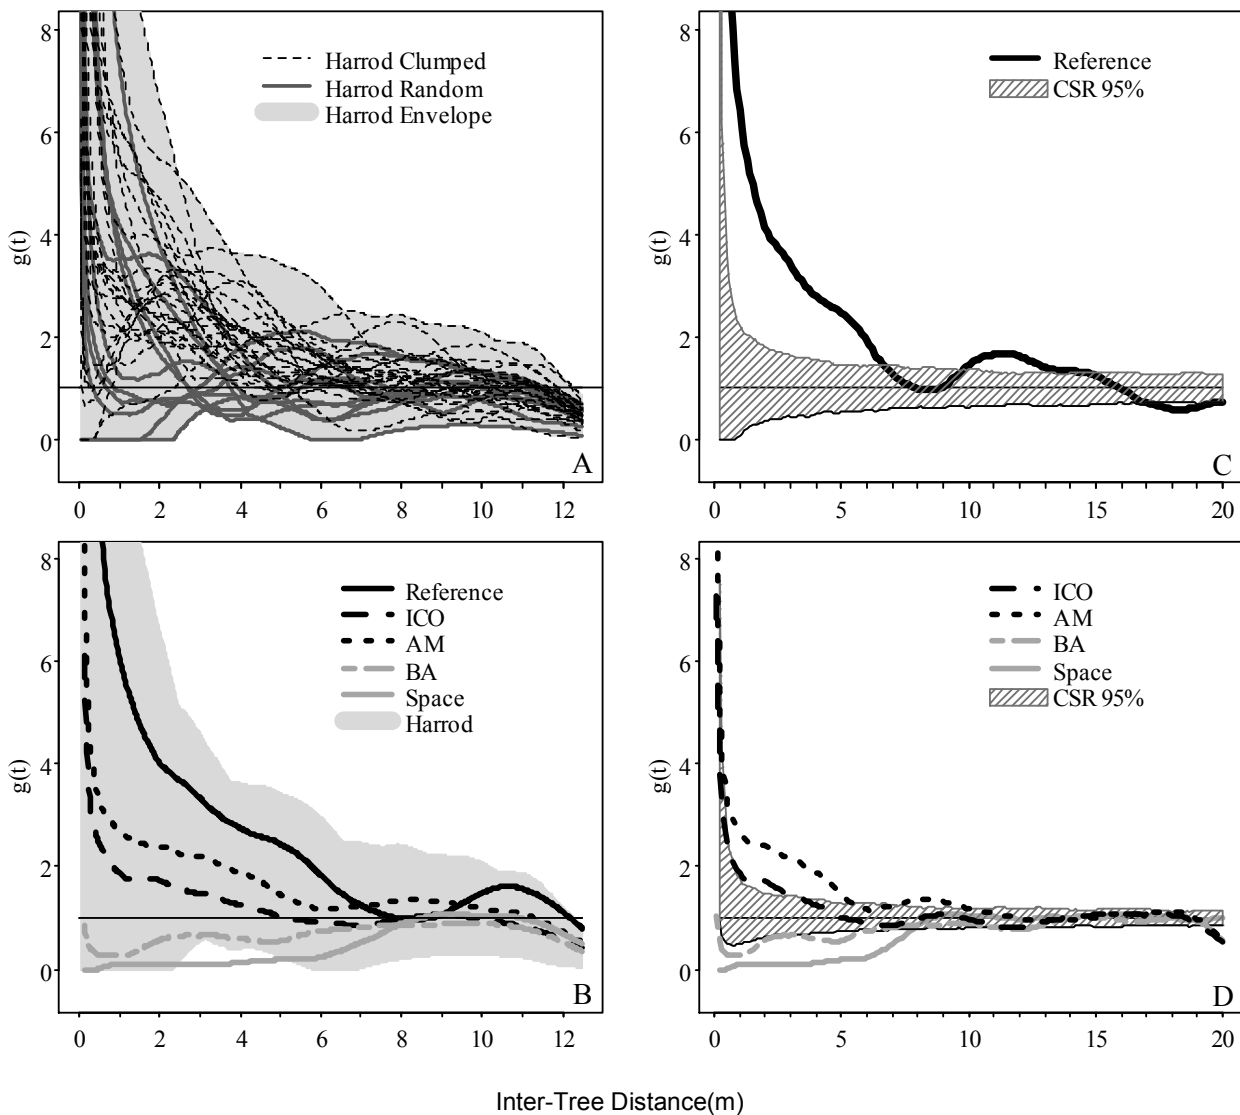 8
6
4
2
0
g(t)
Harrod Clumped
Harrod Random
Harrod Envelope
A
0 2 4 6 8 10 12
8
6
4
2
0
g(t)
Reference
CSR 95%
C
0 5 10 15 20
8
6
4
2
0
g(t)
Reference
ICO
AM
BA
Space
Harrod
B
0 2 4 6 8 10 12
8
6
4
2
0
g(t)
ICO
AM
BA
Space
CSR 95%
D
0 5 10 15 20
Inter-Tree Distance(m)